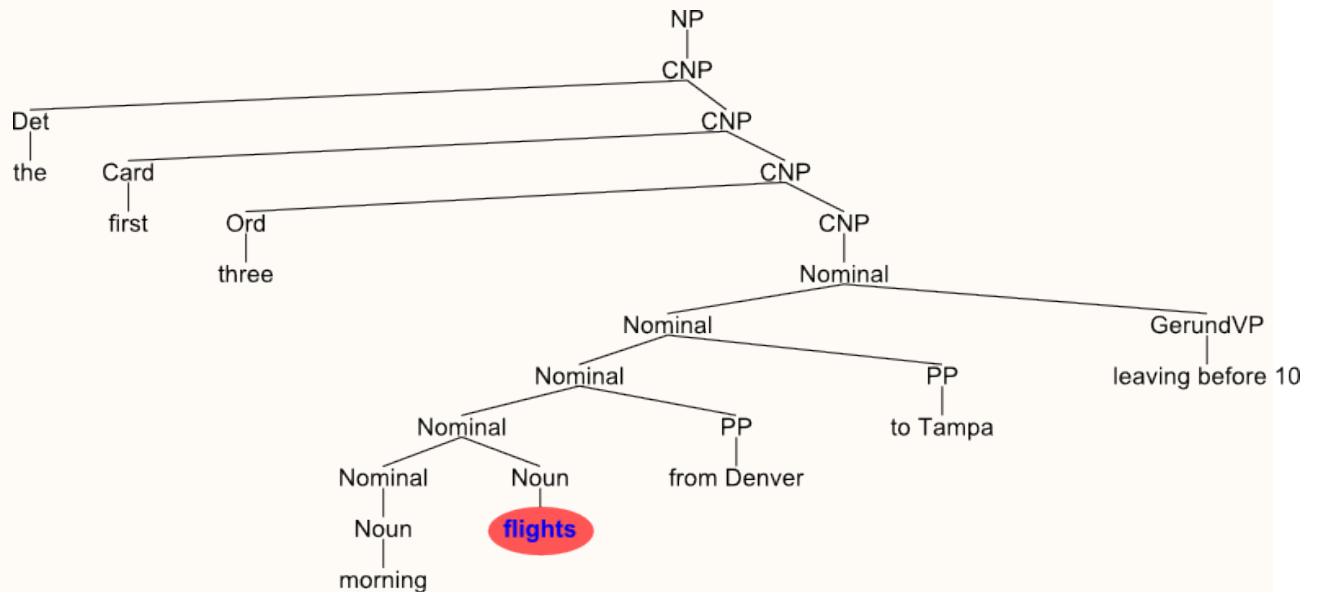 NP
CNP
Det CNP
the Card CNP
first Ord CNP
three Nominal
Nominal GerundVP
Nominal PP leaving before 10
Nominal PP to Tampa
Nominal Noun from Denver
Noun flights
morning